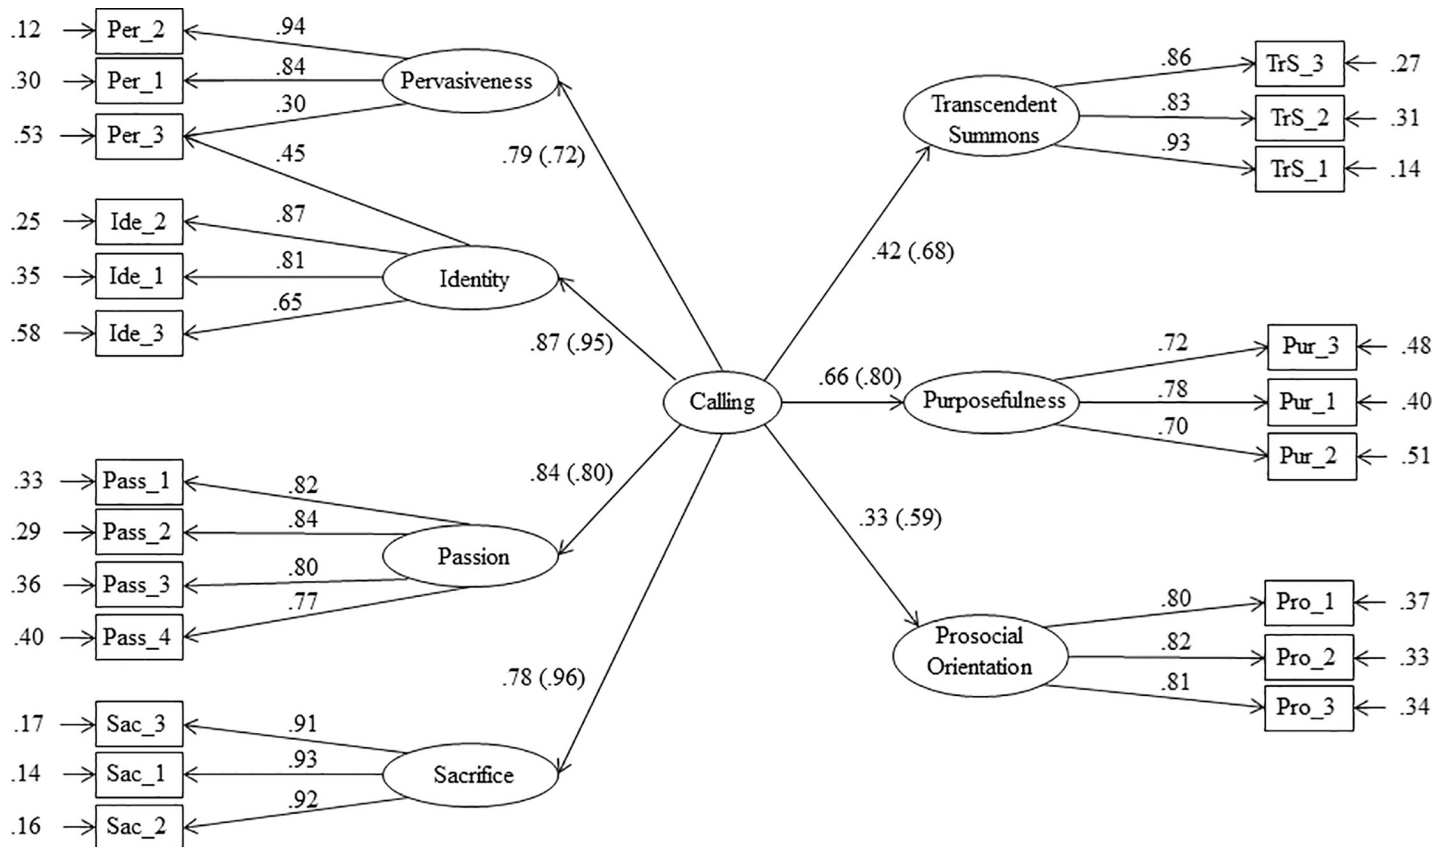 .12
Per_2
.94
.30
Per_1
.84
Pervasiveness
.53
Per_3
.30
.45
.79 (.72)
.25
Ide_2
.87
.35
Ide_1
.81
Identity
.58
Ide_3
.65
.87 (.95)
Calling
.33
Pass_1
.82
.29
Pass_2
.84
Passion
.36
Pass_3
.80
.40
Pass_4
.77
.84 (.80)
.17
Sac_3
.91
.14
Sac_1
.93
Sacrifice
.16
Sac_2
.92
.78 (.96)
Transcendent
Summons
.86
TrS_3
.27
.83
TrS_2
.31
.93
TrS_1
.14
.42 (.68)
.66 (.80)
Purposefulness
.72
Pur_3
.48
.78
Pur_1
.40
.70
Pur_2
.51
.33 (.59)
Prosocial
Orientation
.80
Pro_1
.37
.82
Pro_2
.33
.81
Pro_3
.34